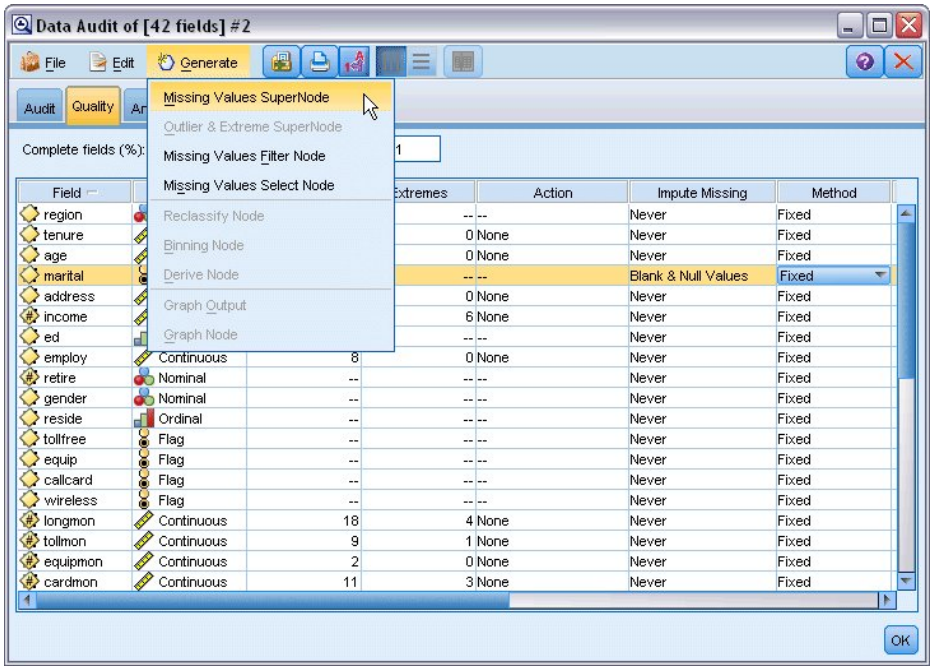 Data Audit of [42 fields] #2
File Edit Generate
Audit Quality An
Missing Values SuperNode
Outlier & Extreme SuperNode
Missing Values Filter Node
Missing Values Select Node
Reclassify Node
Binning Node
Derive Node
Graph Output
Graph Node
Complete fields (%): 1
Field Extremes Action Impute Missing Method
region -- -- Never Fixed
tenure 0 None Never Fixed
age 0 None Never Fixed
marital -- -- Blank & Null Values Fixed
address 0 None Never Fixed
income 6 None Never Fixed
ed -- -- Never Fixed
employ Continuous 8 0 None Never Fixed
retire Nominal -- -- -- Never Fixed
gender Nominal -- -- -- Never Fixed
reside Ordinal -- -- -- Never Fixed
tollfree Flag -- -- -- Never Fixed
equip Flag -- -- -- Never Fixed
callcard Flag -- -- -- Never Fixed
wireless Flag -- -- -- Never Fixed
longmon Continuous 18 4 None Never Fixed
tollmon Continuous 9 1 None Never Fixed
equipmon Continuous 2 0 None Never Fixed
cardmon Continuous 11 3 None Never Fixed
OK